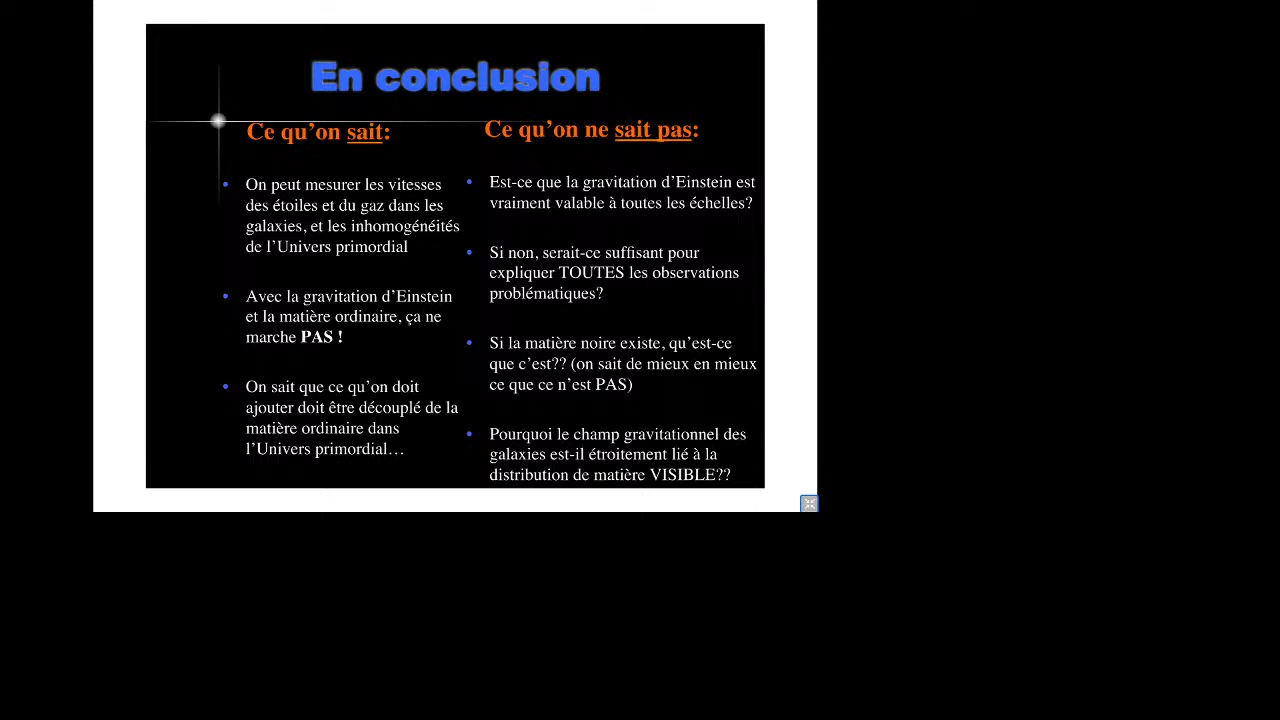 En conclusion
Ce qu’on sait:
On peut mesurer les vitesses
des étoiles et du gaz dans les
galaxies, et les inhomogénéités
de l’Univers primordial
Avec la gravitation d’Einstein
et la matière ordinaire, ça ne
marche PAS !
On sait que ce qu’on doit
ajouter doit être découplé de la
matière ordinaire dans
l’Univers primordial…
Ce qu’on ne sait pas:
Est-ce que la gravitation d’Einstein est
vraiment valable à toutes les échelles?
Si non, serait-ce suffisant pour
expliquer TOUTES les observations
problématiques?
Si la matière noire existe, qu’est-ce
que c’est?? (on sait de mieux en mieux
ce que ce n’est PAS)
Pourquoi le champ gravitationnel des
galaxies est-il étroitement lié à la
distribution de matière VISIBLE??